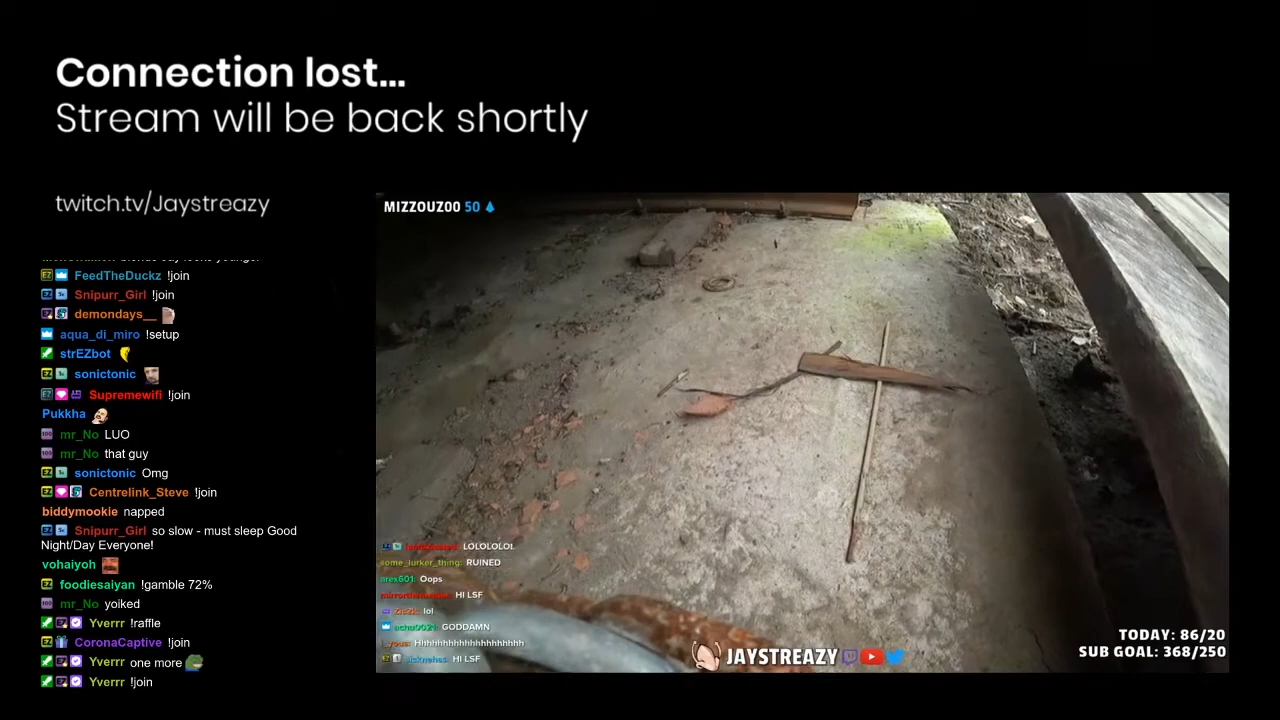 Connection lost...
Stream will be back shortly
twitch.tv/Jaystreazy
FeedTheDuckz !join
Snipurr_Girl !join
demondays__
aqua_di_miro !setup
strEZbot
sonictonic
Supremewifi !join
Pukkha
mr_No LUO
mr_No that guy
sonictonic Omg
Centrelink_Steve !join
biddymookie napped
Snipurr_Girl so slow - must sleep Good
Night/Day Everyone!
vohaiyoh
foodiesaiyan !gamble 72%
mr_No yoiked
Yverrr !raffle
CoronaCaptive !join
Yverrr one more
Yverrr !join
MIZZOUZOO 50
LOLOLOLOL
some_lurker_thing: RUINED
arex601: Oops
HI LSF
lol
GODDAMN
HI LSF
JAYSTREAZY
TODAY: 86/20
SUB GOAL: 368/250